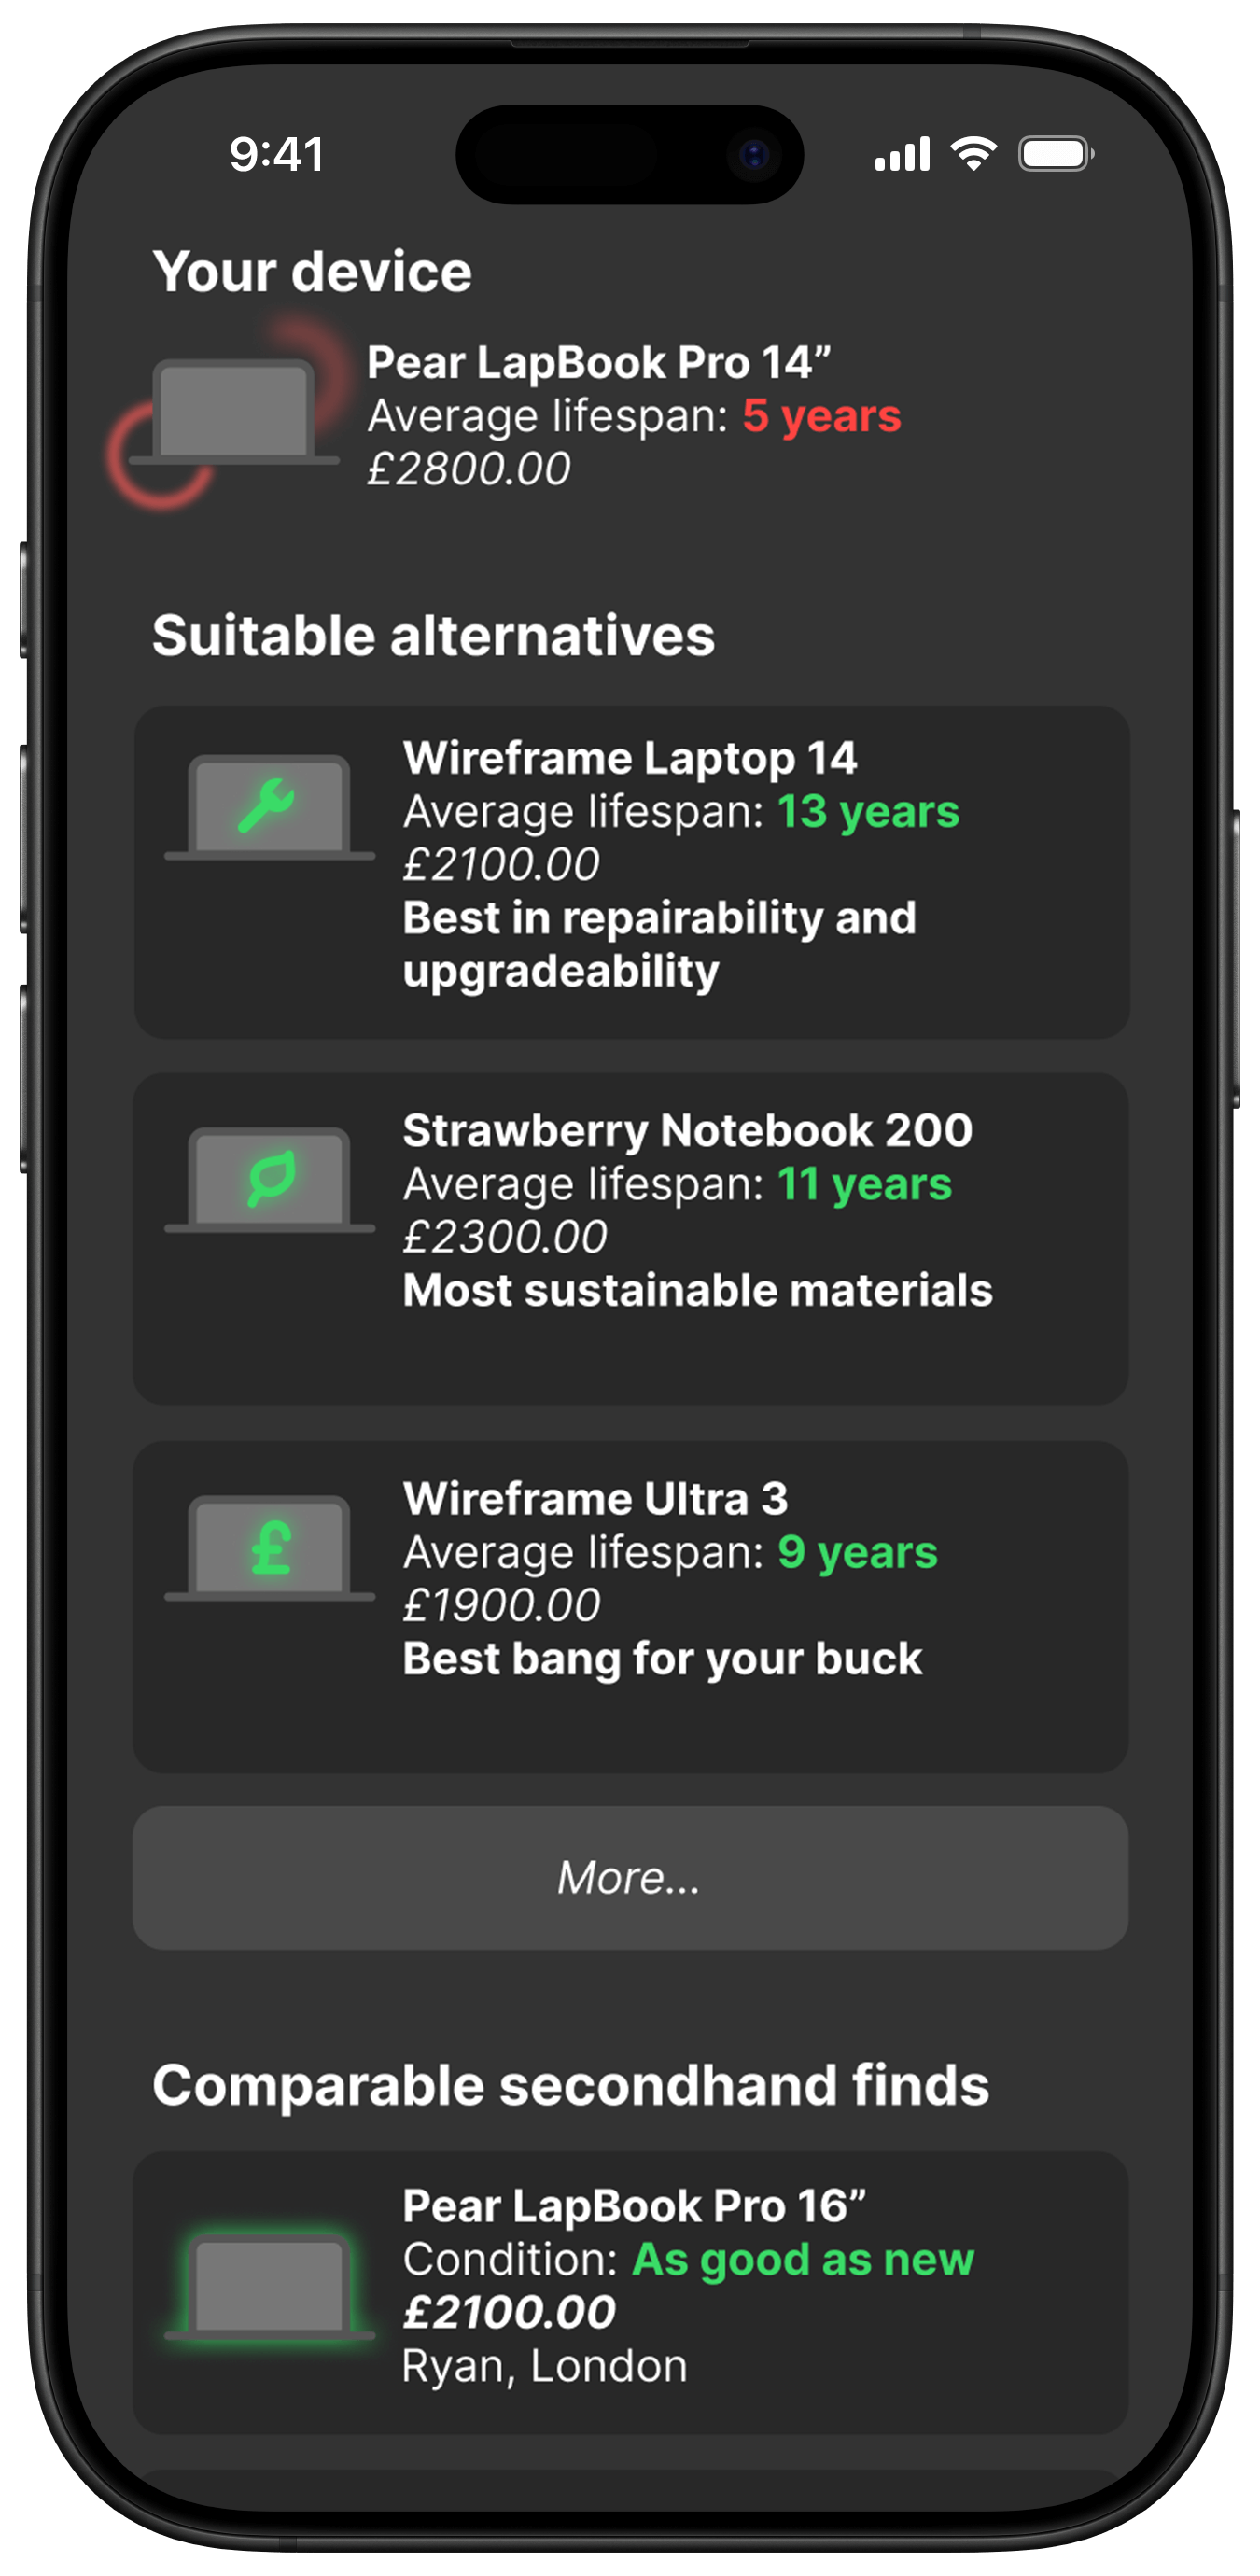 9:41
Your device
Pear LapBook Pro 14”
Average lifespan: 5 years
£2800.00
Suitable alternatives
Wireframe Laptop 14
Average lifespan: 13 years
£2100.00
Best in repairability and
upgradeability
Strawberry Notebook 200
Average lifespan: 11 years
£2300.00
Most sustainable materials
£
Wireframe Ultra 3
Average lifespan: 9 years
£1900.00
Best bang for your buck
More...
Comparable secondhand finds
Pear LapBook Pro 16”
Condition: As good as new
£2100.00
Ryan, London